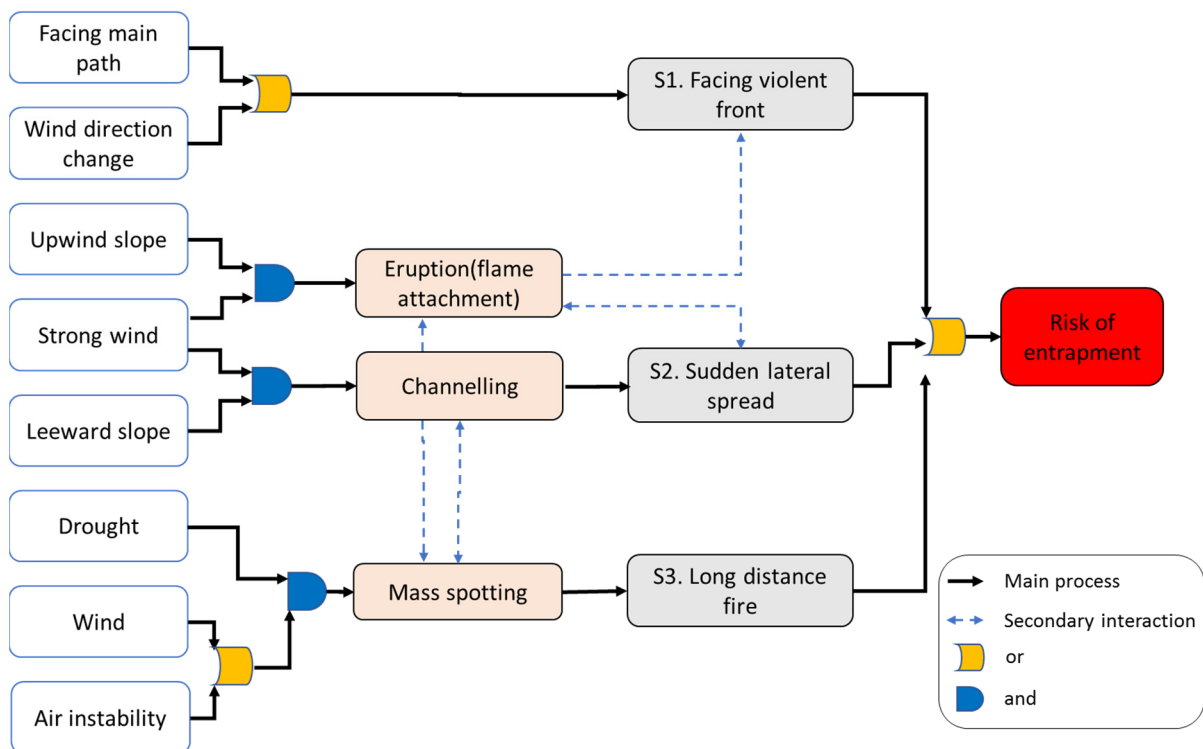 Facing main
path
Wind direction
change
Upwind slope
Strong wind
Leeward slope
Drought
Wind
Air instability
Eruption(flame
attachment)
Channelling
Mass spotting
S1. Facing violent
front
S2. Sudden lateral
spread
S3. Long distance
fire
Risk of
entrapment
Main process
Secondary interaction
or
and